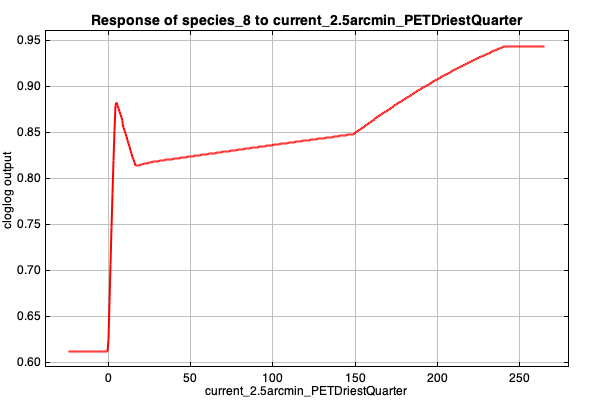 Response of species_8 to current_2.5arcmin_PETDriestQuarter
0.95
0.90
0.85
0.80
0.75
0.70
0.65
0.60
cloglog output
0 50 100 150 200 250
current_2.5arcmin_PETDriestQuarter